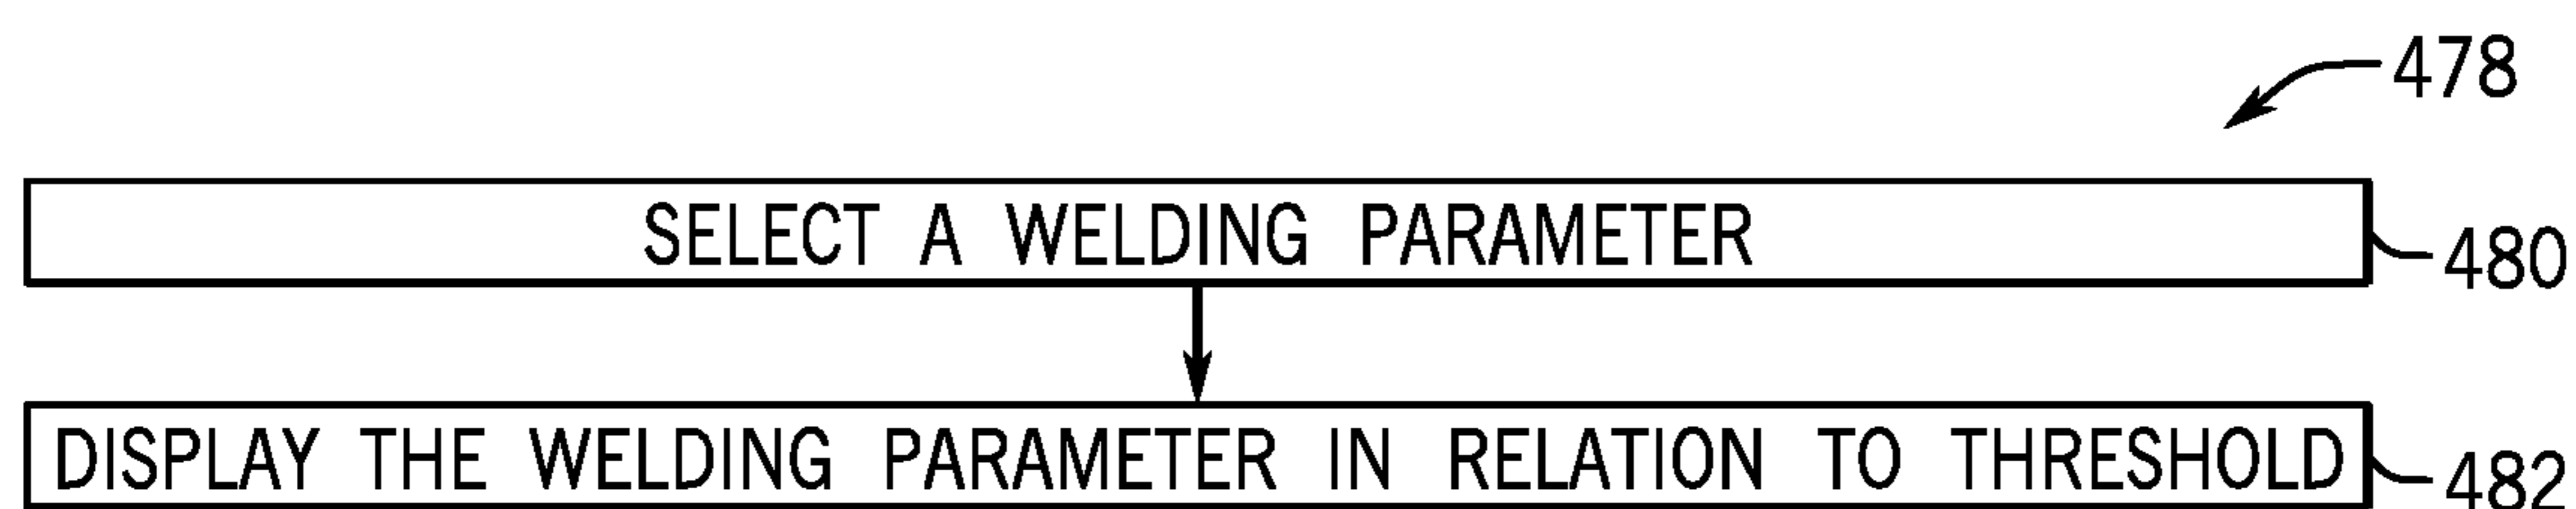 478
SELECT A WELDING PARAMETER
480
DISPLAY THE WELDING PARAMETER IN RELATION TO THRESHOLD
482